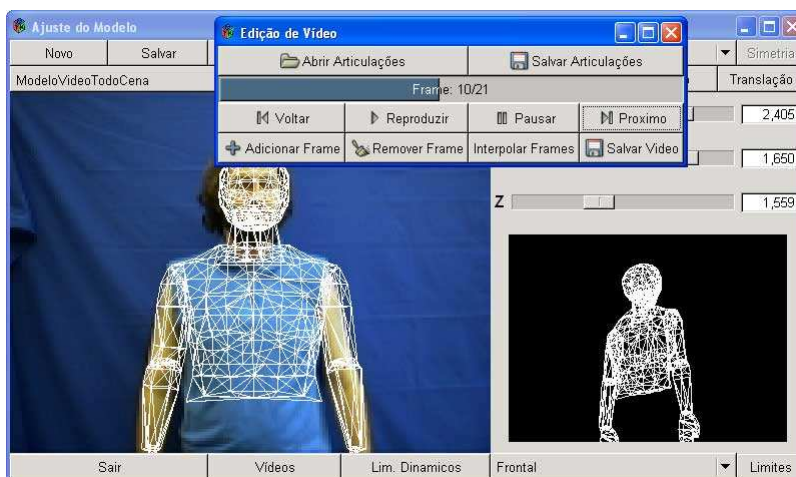 Ajuste do Modelo
Edição de Vídeo
Novo
Salvar
Abrir Articulações
Salvar Articulações
Simetria
ModeloVideoTodoCena
Frame: 10/21
Translação
Voltar
Reproduzir
Pausar
Proximo
2,405
Adicionar Frame
Remover Frame
Interpolar Frames
Salvar Video
1,650
Z
1,559
Sair
Vídeos
Lim. Dinamicos
Frontal
Limites